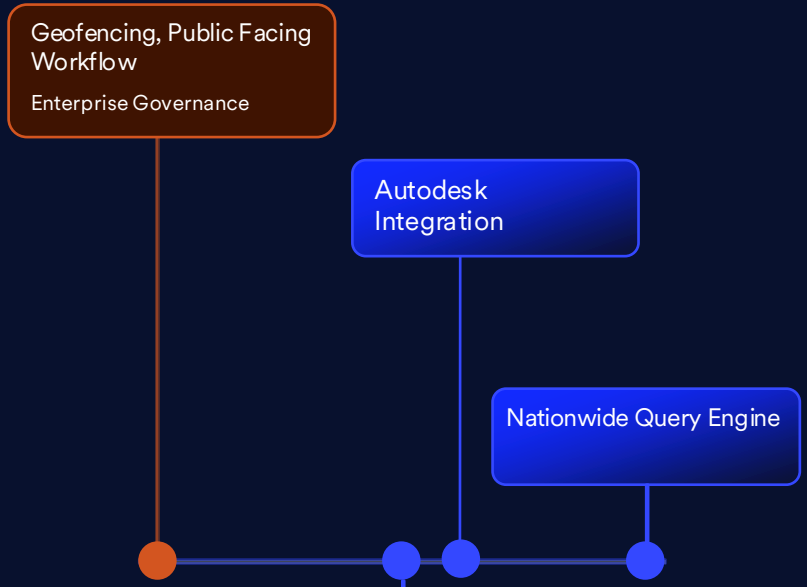 Geofencing, Public Facing
Workflow
Enterprise Governance
Autodesk
Integration
Nationwide Query Engine